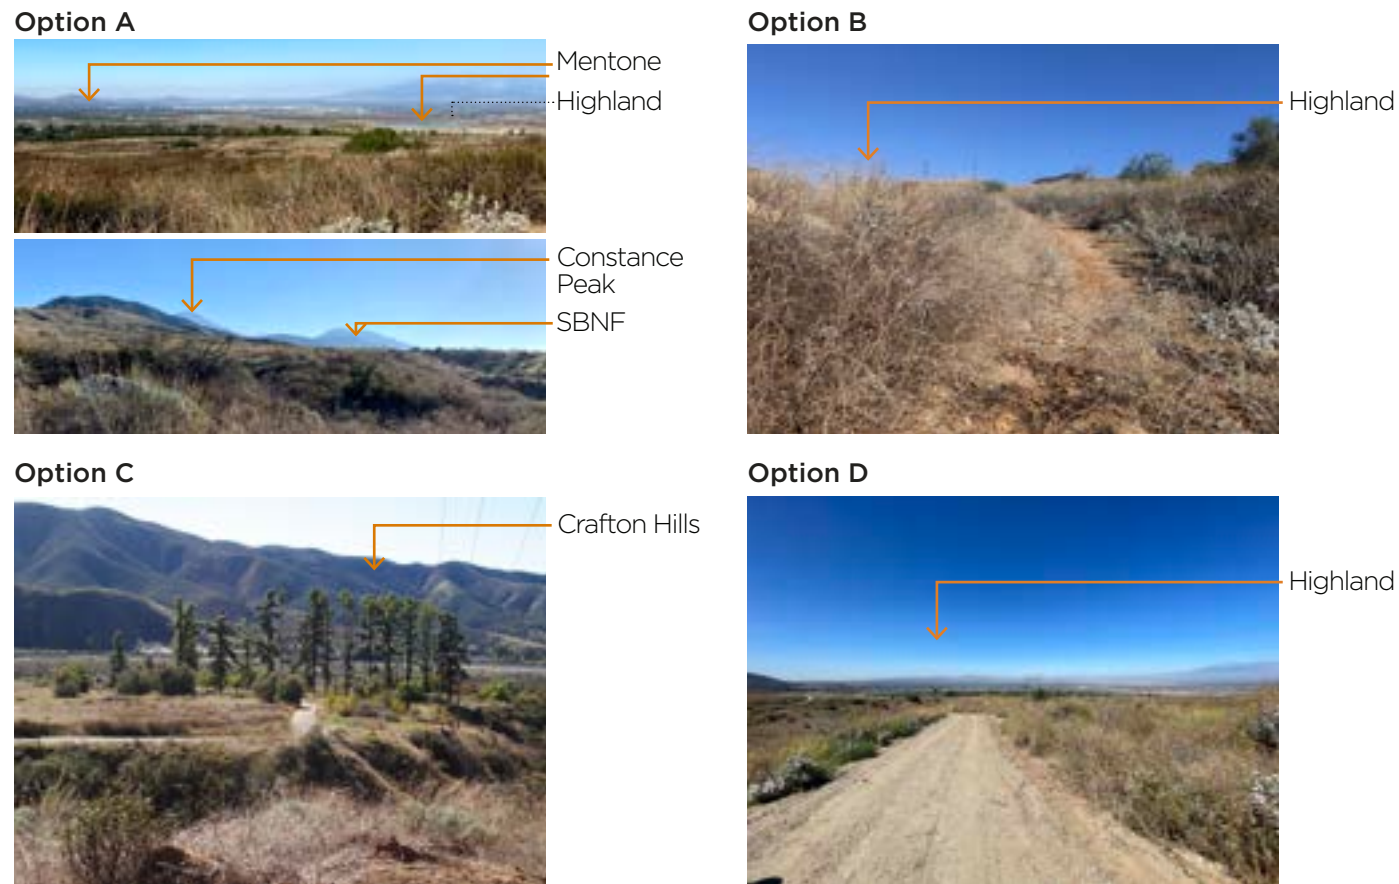 Option A
Mentone
Highland
Constance
Peak
SBNF
Option B
Highland
Option C
Crafton Hills
Option D
Highland